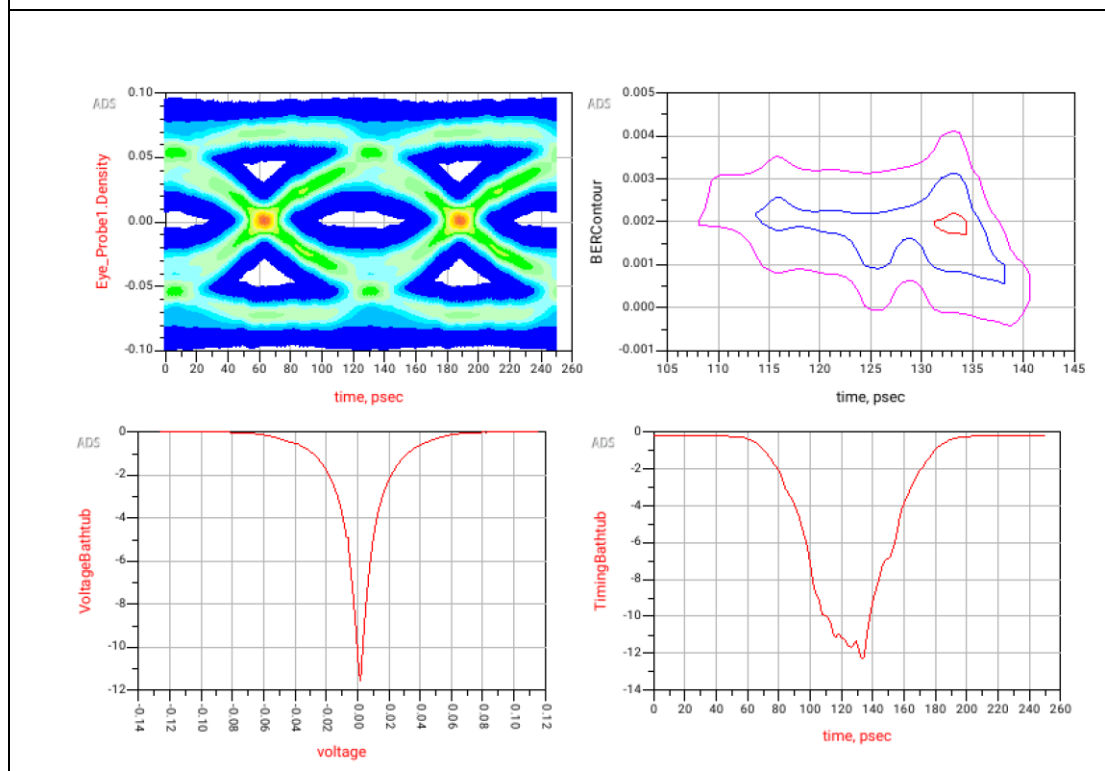 ADS
Eye_Probe1.Density
0.10
0.05
0.00
-0.05
-0.10
0 20 40 60 80 100 120 140 160 180 200 220 240 260
time, psec
ADS
BERContour
0.005
0.004
0.003
0.002
0.001
0.000
-0.001
105 110 115 120 125 130 135 140 145
time, psec
ADS
VoltageBathtub
0
-2
-4
-6
-8
-10
-12
-0.14 -0.12 -0.10 -0.08 -0.06 -0.04 -0.02 0.00 0.02 0.04 0.06 0.08 0.10 0.12
voltage
ADS
TimingBathtub
0
-2
-4
-6
-8
-10
-12
-14
0 20 40 60 80 100 120 140 160 180 200 220 240 260
time, psec